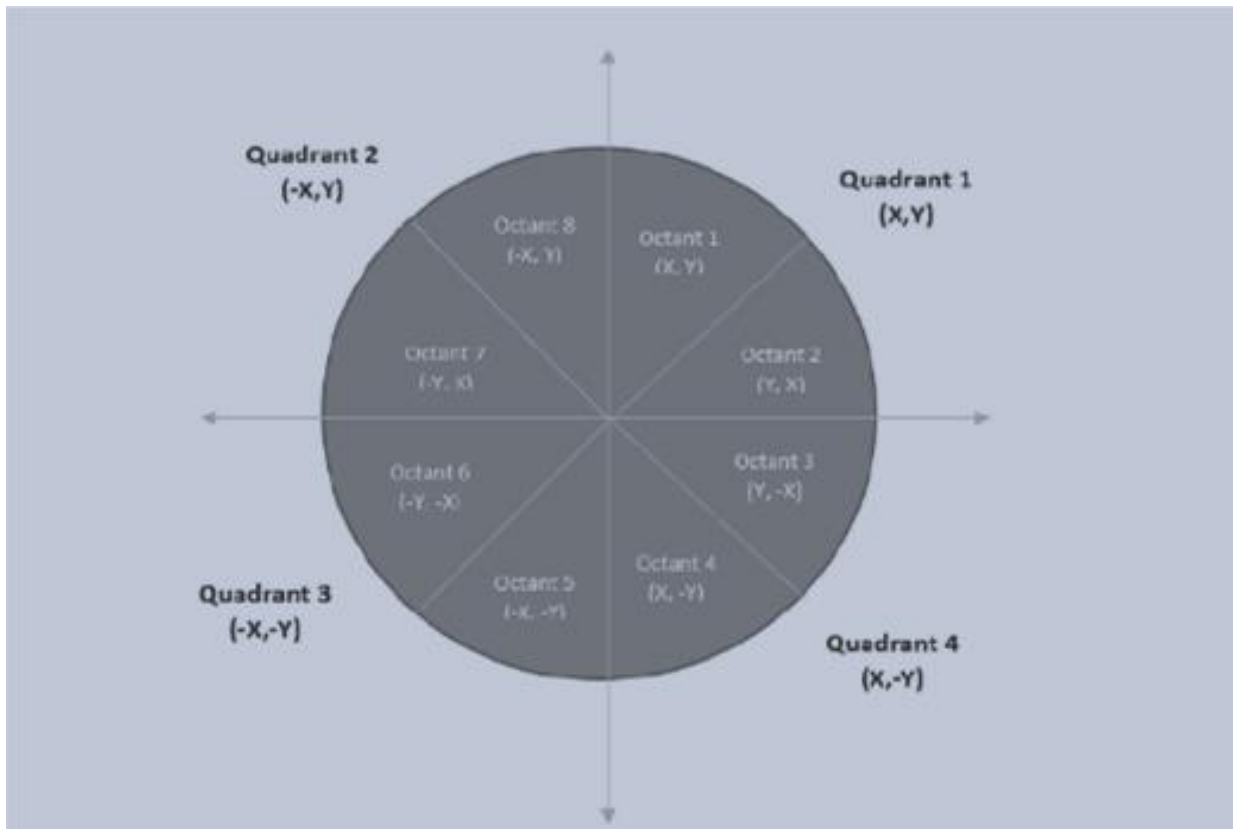 Quadrant 2
(-X,Y)
Quadrant 1
(X,Y)
Octant 8
(-X, Y)
Octant 1
(X, Y)
Octant 7
(-Y, X)
Octant 2
(Y, X)
Octant 6
(-Y, -X)
Octant 3
(Y, -X)
Octant 5
(-X, -Y)
Octant 4
(X, -Y)
Quadrant 3
(-X,-Y)
Quadrant 4
(X,-Y)